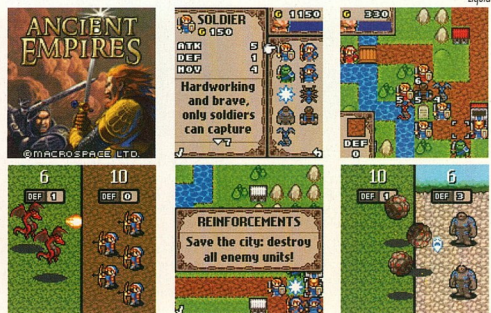 ANCIENT
EMPIRES
©MACROSPACE LTD.
SOLDIER
G 150
ATK 5
DEF 1
MOV 4
Hardworking
and brave,
only soldiers
can capture
7
G 1150
G 330
DEF
0
6 10
DEF 1 DEF 0
REINFORCEMENTS
Save the city: destroy
all enemy units!
10 6
DEF 1 DEF 3